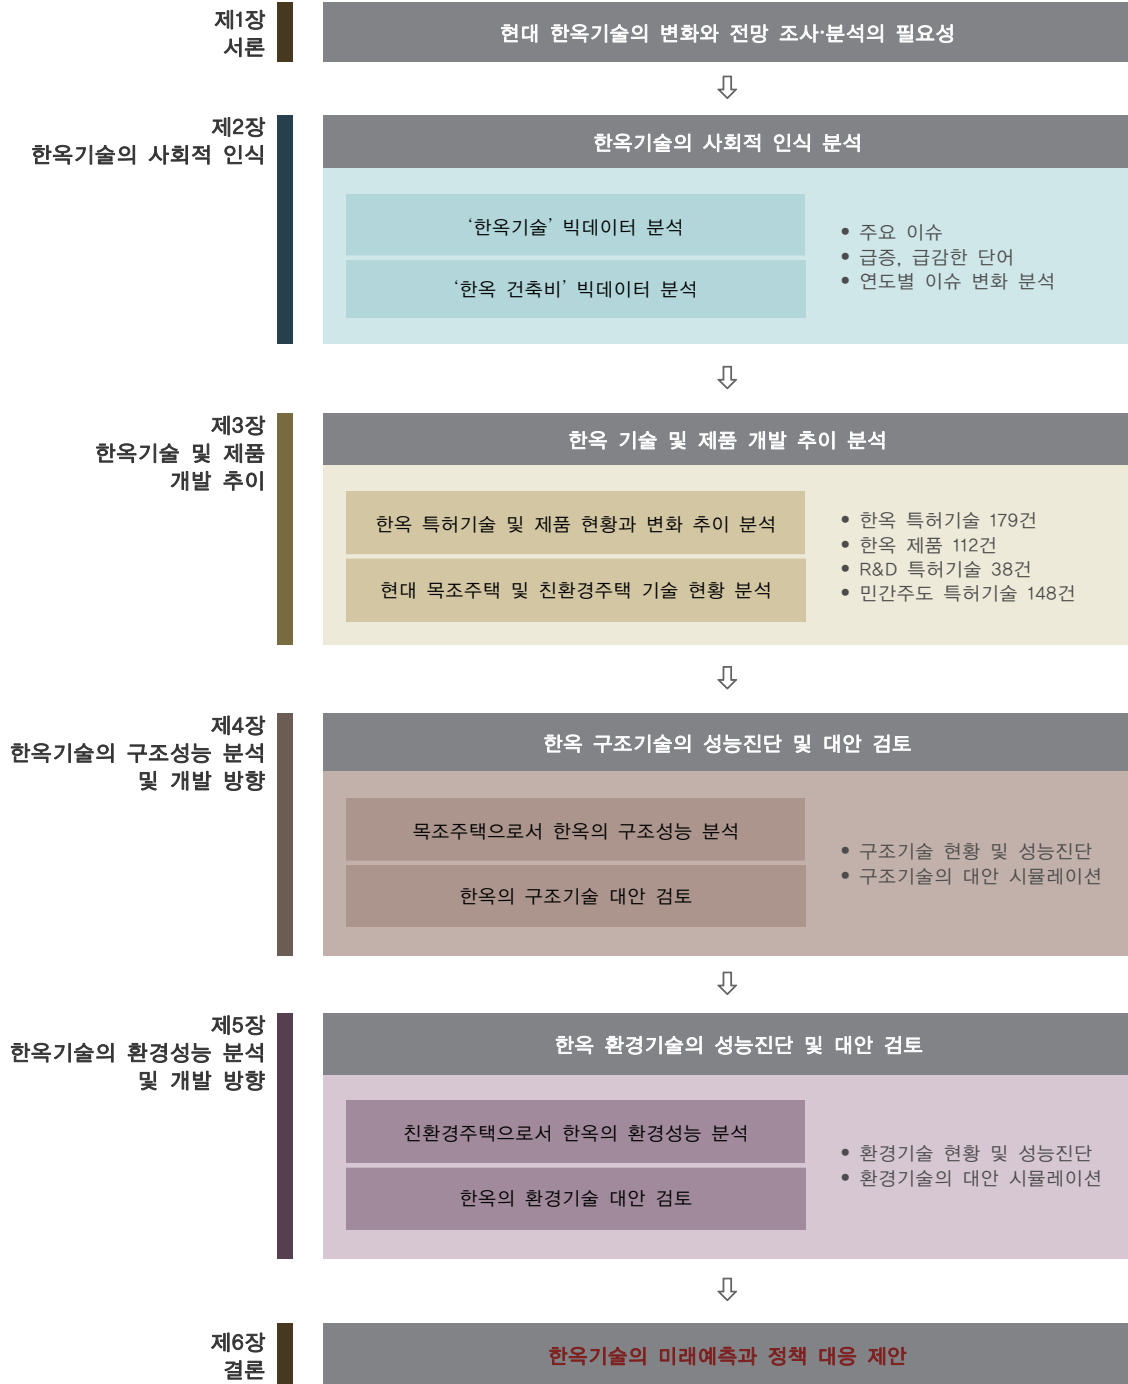 제1장
서론
현대 한옥기술의 변화와 전망 조사·분석의 필요성
제2장
한옥기술의 사회적 인식
한옥기술의 사회적 인식 분석
‘한옥기술’ 빅데이터 분석
‘한옥 건축비’ 빅데이터 분석
• 주요 이슈
• 급증, 급감한 단어
• 연도별 이슈 변화 분석
제3장
한옥기술 및 제품
개발 추이
한옥 기술 및 제품 개발 추이 분석
한옥 특허기술 및 제품 현황과 변화 추이 분석
현대 목조주택 및 친환경주택 기술 현황 분석
• 한옥 특허기술 179건
• 한옥 제품 112건
• R&D 특허기술 38건
• 민간주도 특허기술 148건
제4장
한옥기술의 구조성능 분석
및 개발 방향
한옥 구조기술의 성능진단 및 대안 검토
목조주택으로서 한옥의 구조성능 분석
한옥의 구조기술 대안 검토
• 구조기술 현황 및 성능진단
• 구조기술의 대안 시뮬레이션
제5장
한옥기술의 환경성능 분석
및 개발 방향
한옥 환경기술의 성능진단 및 대안 검토
친환경주택으로서 한옥의 환경성능 분석
한옥의 환경기술 대안 검토
• 환경기술 현황 및 성능진단
• 환경기술의 대안 시뮬레이션
제6장
결론
한옥기술의 미래예측과 정책 대응 제안